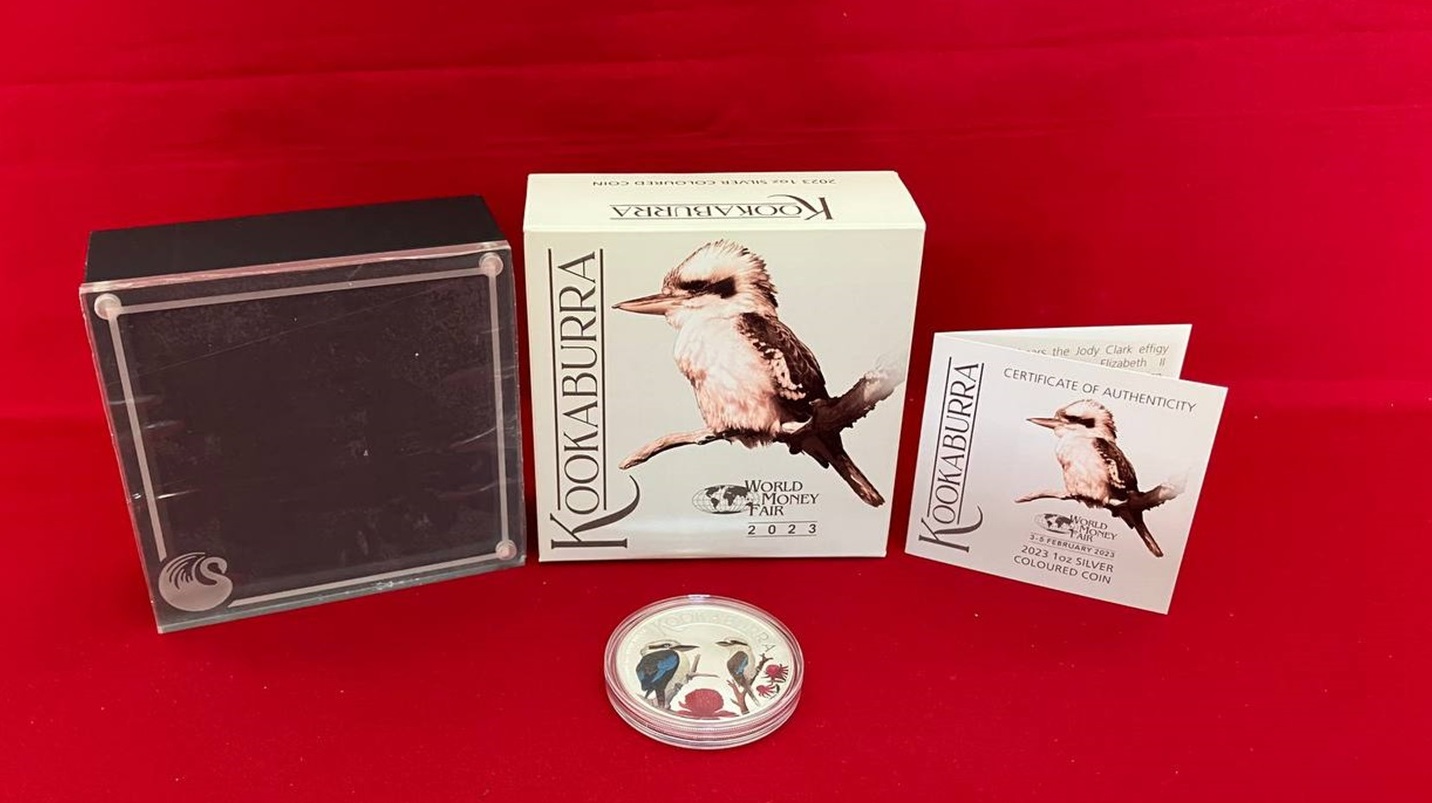 2023 1oz SILVER COLOURED COIN
KOOKABURRA
KOOKABURRA
WORLD
MONEY
FAIR
2023
the Jody Clark effigy
Elizabeth II
CERTIFICATE OF AUTHENTICITY
KOOKABURRA
WORLD
MONEY
FAIR
3-5 FEBRUARY 2023
2023 1oz SILVER
COLOURED COIN
KOOKABURRA